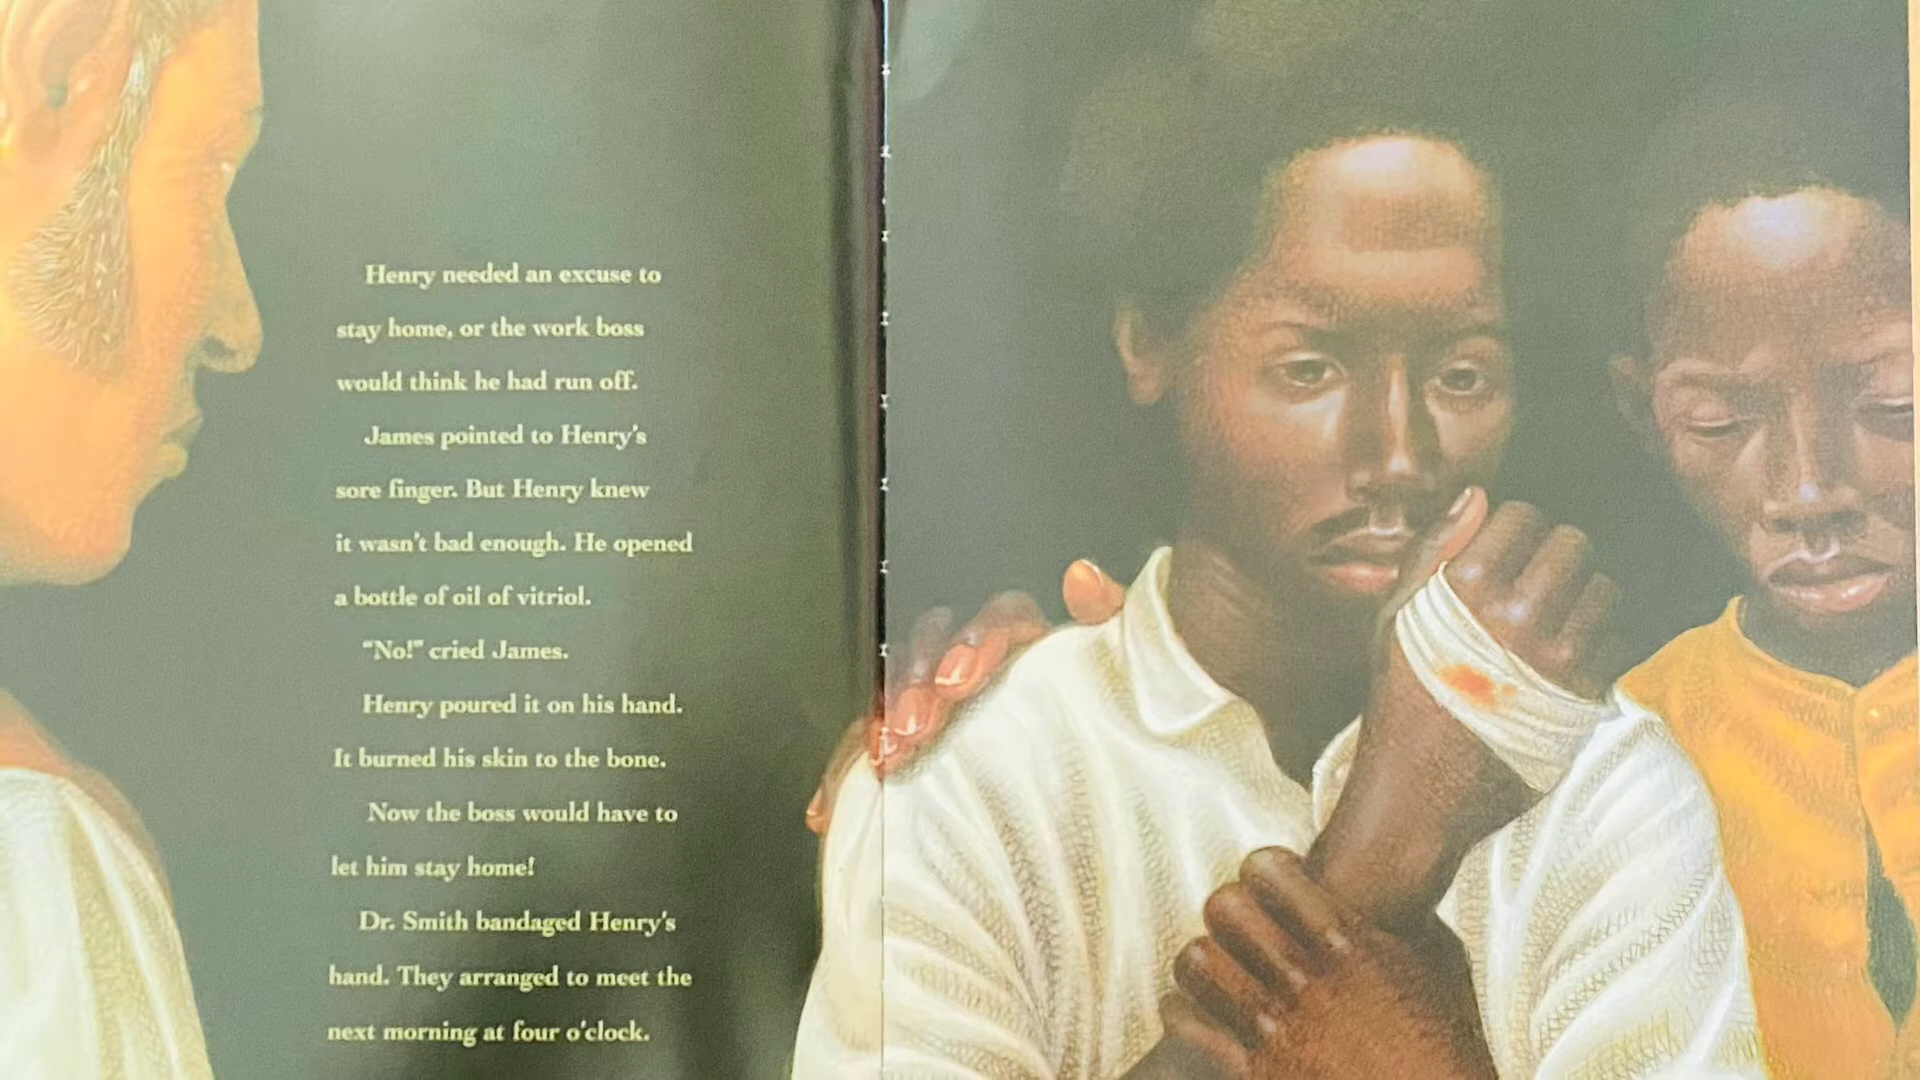 Henry needed an excuse to
stay home, or the work boss
would think he had run off.
James pointed to Henry's
sore finger. But Henry knew
it wasn't bad enough. He opened
a bottle of oil of vitriol.
"No!" cried James.
Henry poured it on his hand.
It burned his skin to the bone.
Now the boss would have to
let him stay home!
Dr. Smith bandaged Henry's
hand. They arranged to meet the
next morning at four o'clock.